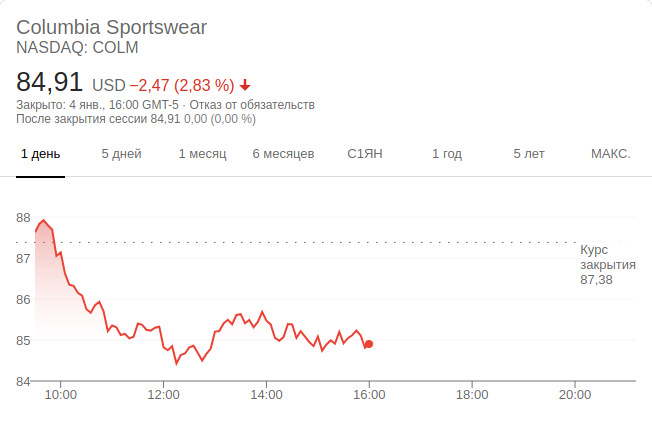 Columbia Sportswear
NASDAQ: COLM
84,91 USD −2,47 (2,83 %)
Закрыто: 4 янв., 16:00 GMT-5 · Отказ от обязательств
После закрытия сессии 84,91 0,00 (0,00 %)
1 день 5 дней 1 месяц 6 месяцев С1ЯН 1 год 5 лет МАКС.
88
Курс
87
закрытия
87,38
86
85
84
10:00 12:00 14:00 16:00 18:00 20:00